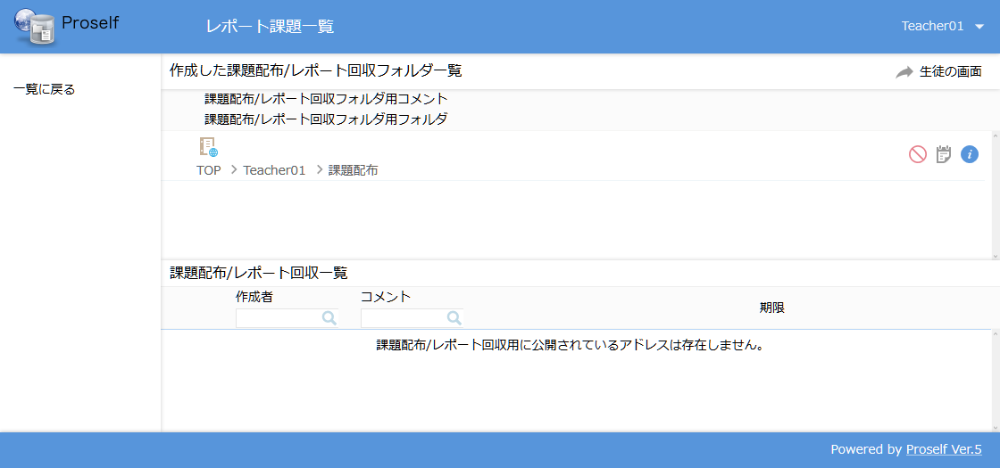 Proself
レポート課題一覧
Teacher01
一覧に戻る
作成した課題配布/レポート回収フォルダ一覧
生徒の画面
課題配布/レポート回収フォルダ用コメント
課題配布/レポート回収フォルダ用フォルダ
TOP > Teacher01 > 課題配布
課題配布/レポート回収一覧
作成者 コメント 期限
課題配布/レポート回収用に公開されているアドレスは存在しません。
Powered by Proself Ver.5